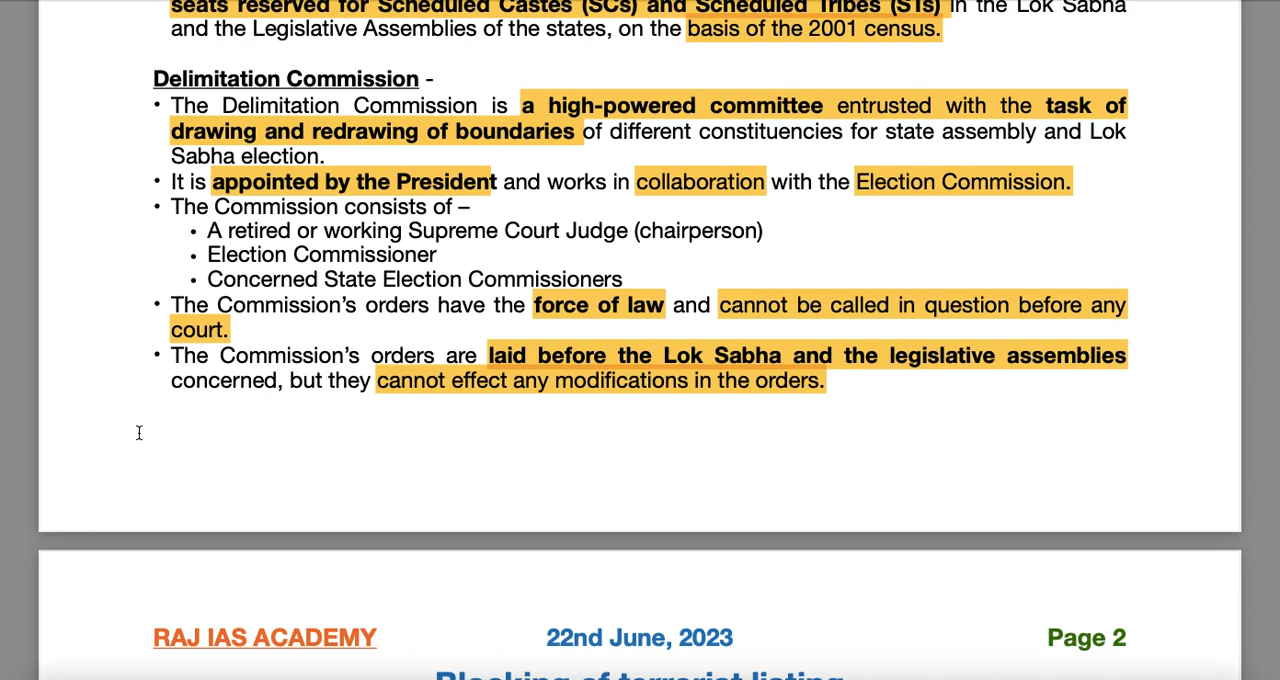 seats reserved for Scheduled Castes (SCs) and Scheduled Tribes (STs) in the Lok Sabha
and the Legislative Assemblies of the states, on the basis of the 2001 census.
Delimitation Commission -
• The Delimitation Commission is a high-powered committee entrusted with the task of
drawing and redrawing of boundaries of different constituencies for state assembly and Lok
Sabha election.
• It is appointed by the President and works in collaboration with the Election Commission.
• The Commission consists of –
• A retired or working Supreme Court Judge (chairperson)
• Election Commissioner
• Concerned State Election Commissioners
• The Commission’s orders have the force of law and cannot be called in question before any
court.
• The Commission’s orders are laid before the Lok Sabha and the legislative assemblies
concerned, but they cannot effect any modifications in the orders.
RAJ IAS ACADEMY 22nd June, 2023 Page 2
Blocking of terrorist listing